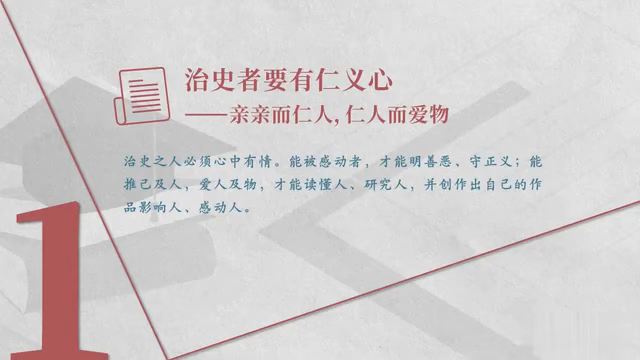 治史者要有仁义心
——亲亲而仁人,仁人而爱物
治史之人必须心中有情。能被感动者，才能明善恶、守正义；能
推己及人，爱人及物，才能读懂人、研究人，并创作出自己的作
品影响人、感动人。
1